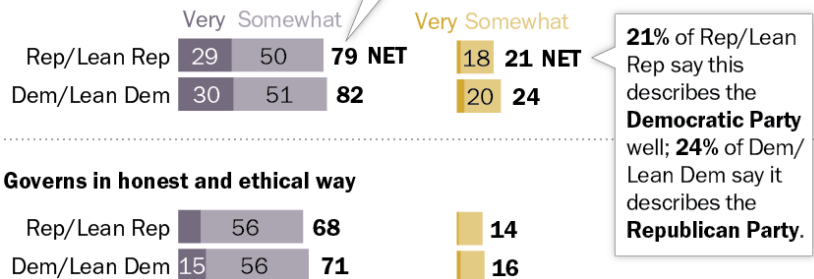 Very Somewhat Very Somewhat
Rep/Lean Rep 29 50 79 NET 18 21 NET
Dem/Lean Dem 30 51 82 20 24
21% of Rep/Lean
Rep say this
describes the
Democratic Party
well; 24% of Dem/
Lean Dem say it
describes the
Republican Party.
Governs in honest and ethical way
Rep/Lean Rep 56 68 14
Dem/Lean Dem 15 56 71 16